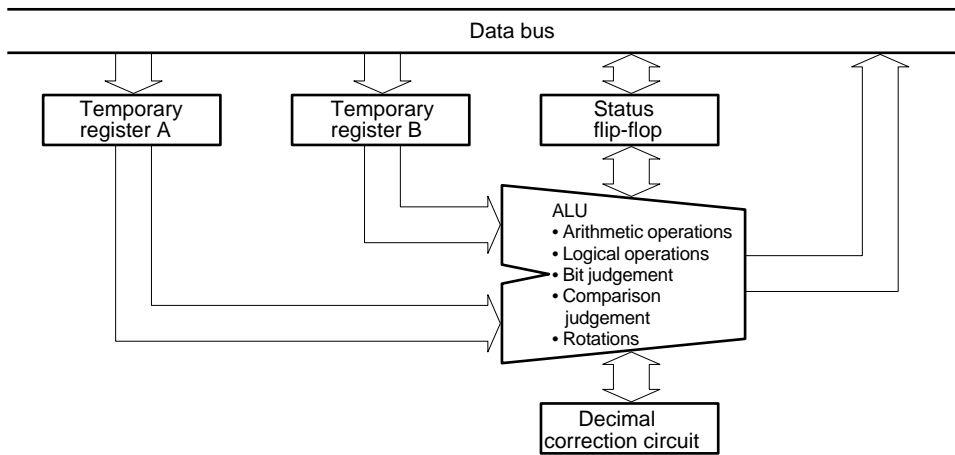 Data bus
Temporary
register A
Temporary
register B
Status
flip-flop
ALU
• Arithmetic operations
• Logical operations
• Bit judgement
• Comparison
judgement
• Rotations
Decimal
correction circuit